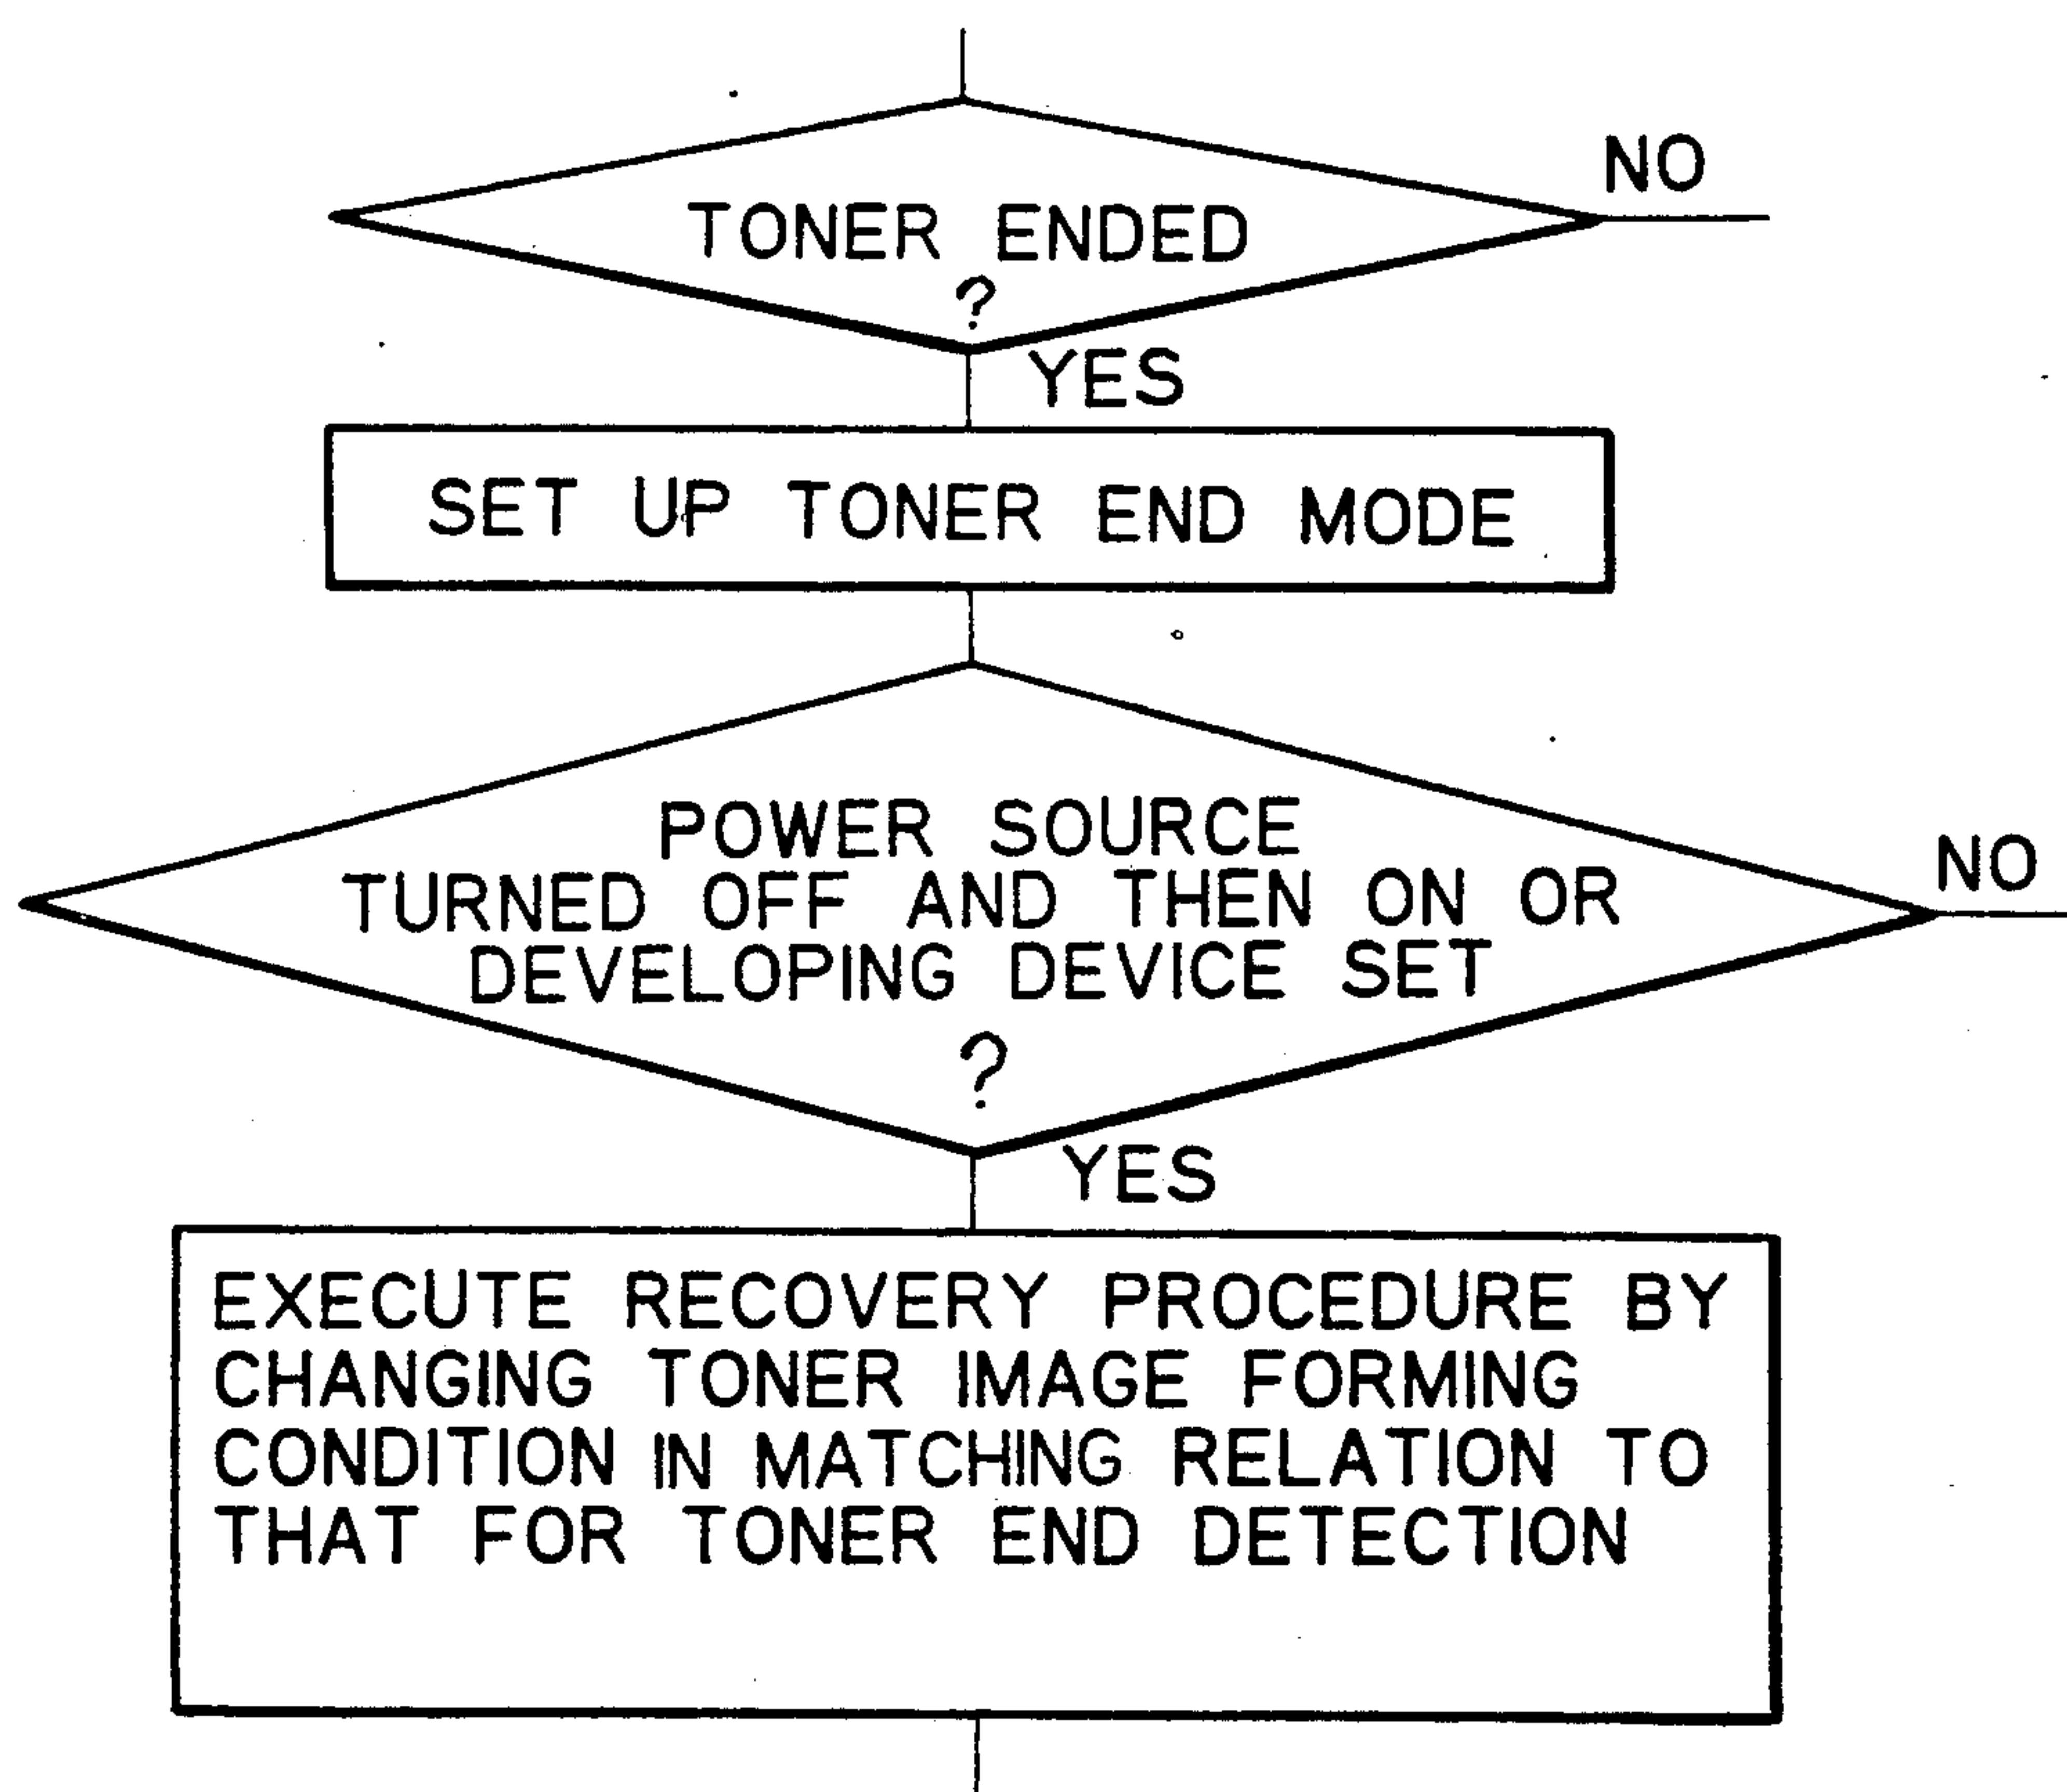 NO
TONER ENDED
?
YES
SET UP TONER END MODE
POWER SOURCE
TURNED OFF AND THEN ON OR
DEVELOPING DEVICE SET
?
NO
YES
EXECUTE RECOVERY PROCEDURE BY
CHANGING TONER IMAGE FORMING
CONDITION IN MATCHING RELATION TO
THAT FOR TONER END DETECTION